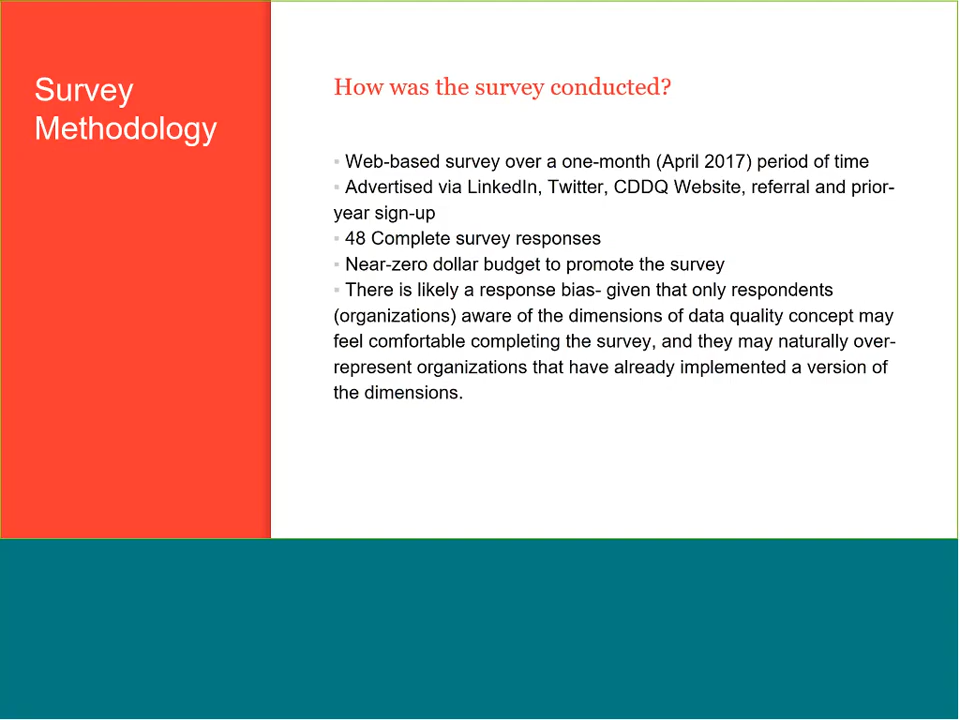 Survey
Methodology
How was the survey conducted?
▪ Web-based survey over a one-month (April 2017) period of time
▪ Advertised via LinkedIn, Twitter, CDDQ Website, referral and prior-
year sign-up
▪ 48 Complete survey responses
▪ Near-zero dollar budget to promote the survey
▪ There is likely a response bias- given that only respondents
(organizations) aware of the dimensions of data quality concept may
feel comfortable completing the survey, and they may naturally over-
represent organizations that have already implemented a version of
the dimensions.